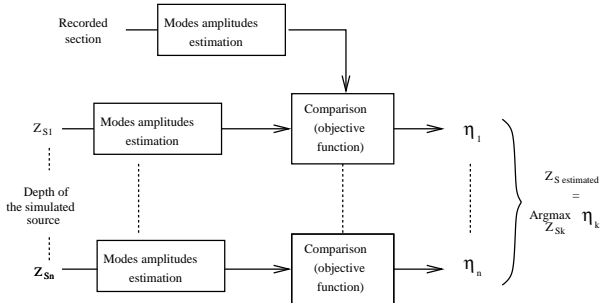 Recorded
section
Modes amplitudes
estimation
Z_S1
Modes amplitudes
estimation
Comparison
(objective
function)
η_1
Depth of
the simulated
source
Z_S estimated
=
Argmax η_k
Z_Sk
Z_Sn
Modes amplitudes
estimation
Comparison
(objective
function)
η_n